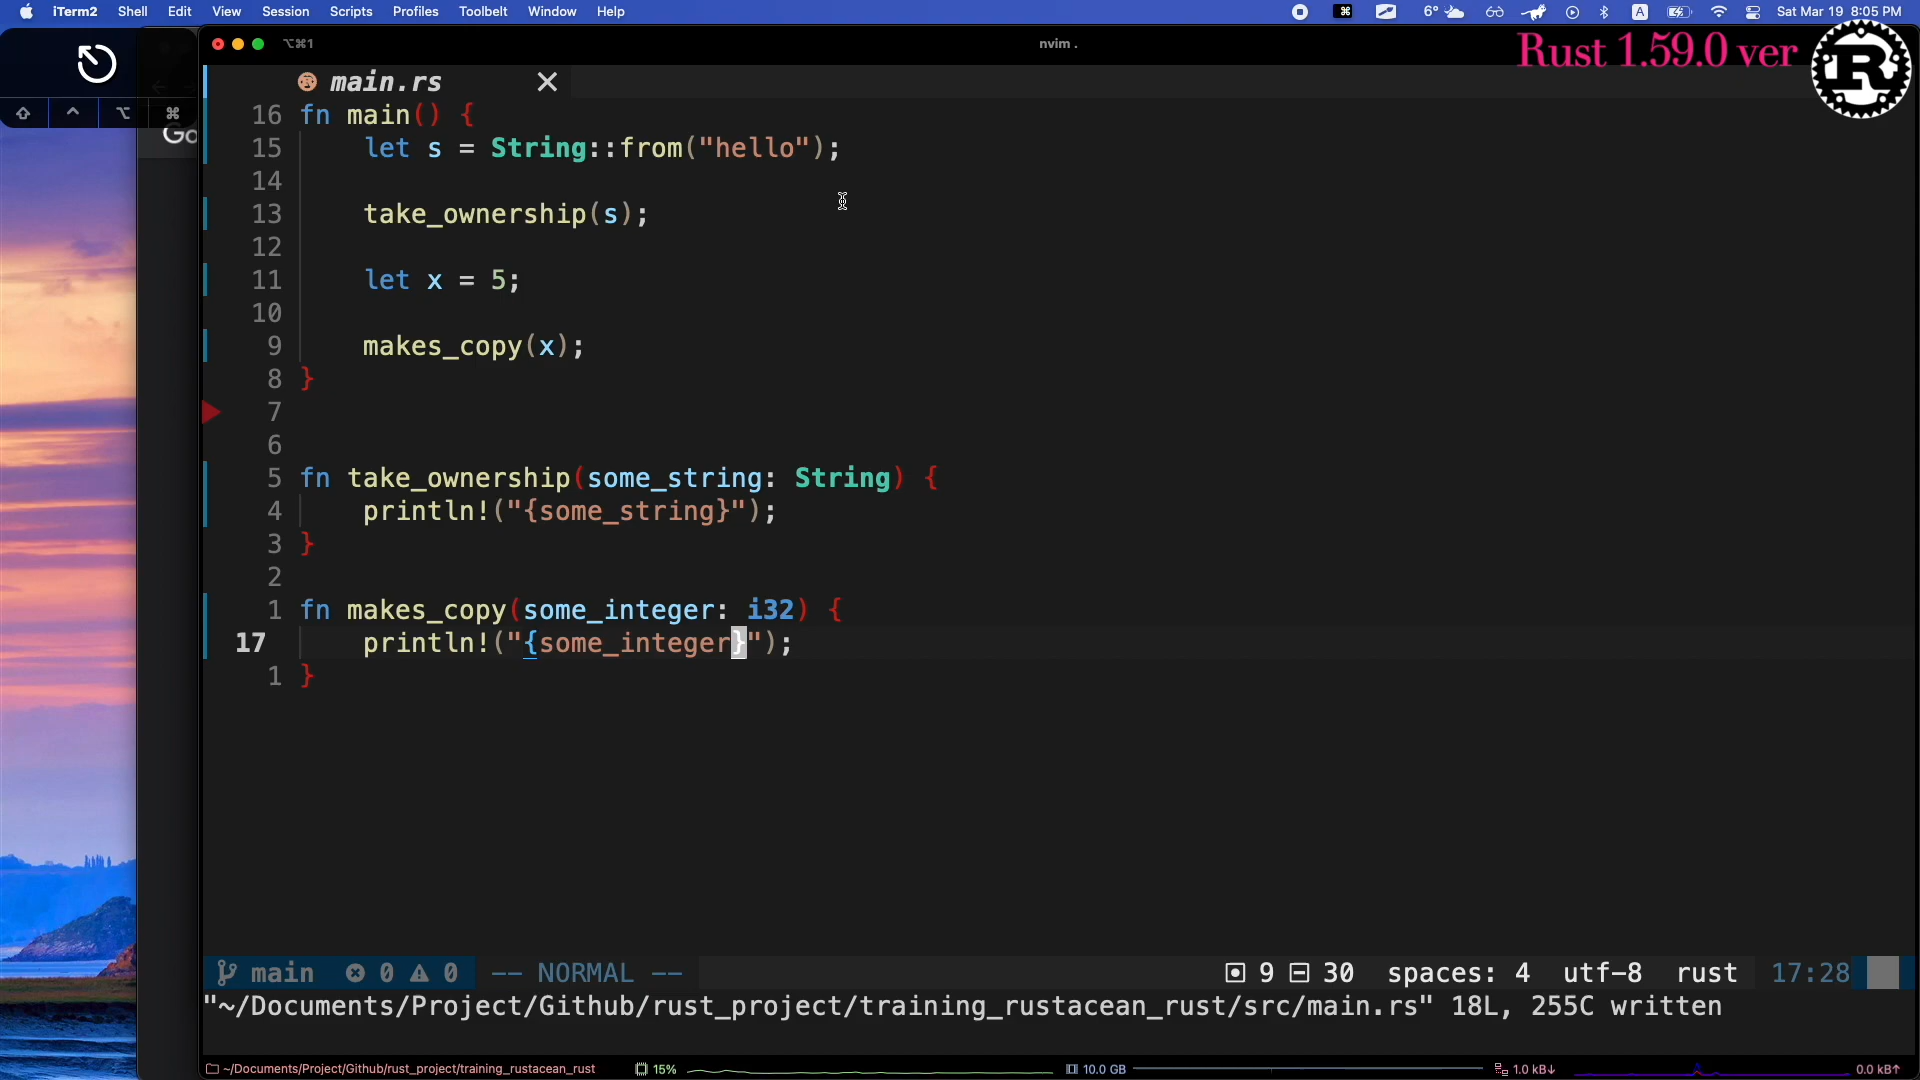 iTerm2 Shell Edit View Session Scripts Profiles Toolbelt Window Help 6° A Sat Mar 19 8:05 PM
⌥⌘1 nvim .
Rust 1.59.0 ver
R
Go
main.rs
16 fn main() {
15 let s = String::from("hello");
14
13 take_ownership(s);
12
11 let x = 5;
10
9 makes_copy(x);
8 }
7
6
5 fn take_ownership(some_string: String) {
4 println!("{some_string}");
3 }
2
1 fn makes_copy(some_integer: i32) {
17 println!("{some_integer}");
1 }
main 0 0 -- NORMAL -- 9 30 spaces: 4 utf-8 rust 17:28
"~/Documents/Project/Github/rust_project/training_rustacean_rust/src/main.rs" 18L, 255C written
~/Documents/Project/Github/rust_project/training_rustacean_rust 15% 10.0 GB 1.0 kB↓ 0.0 kB↑